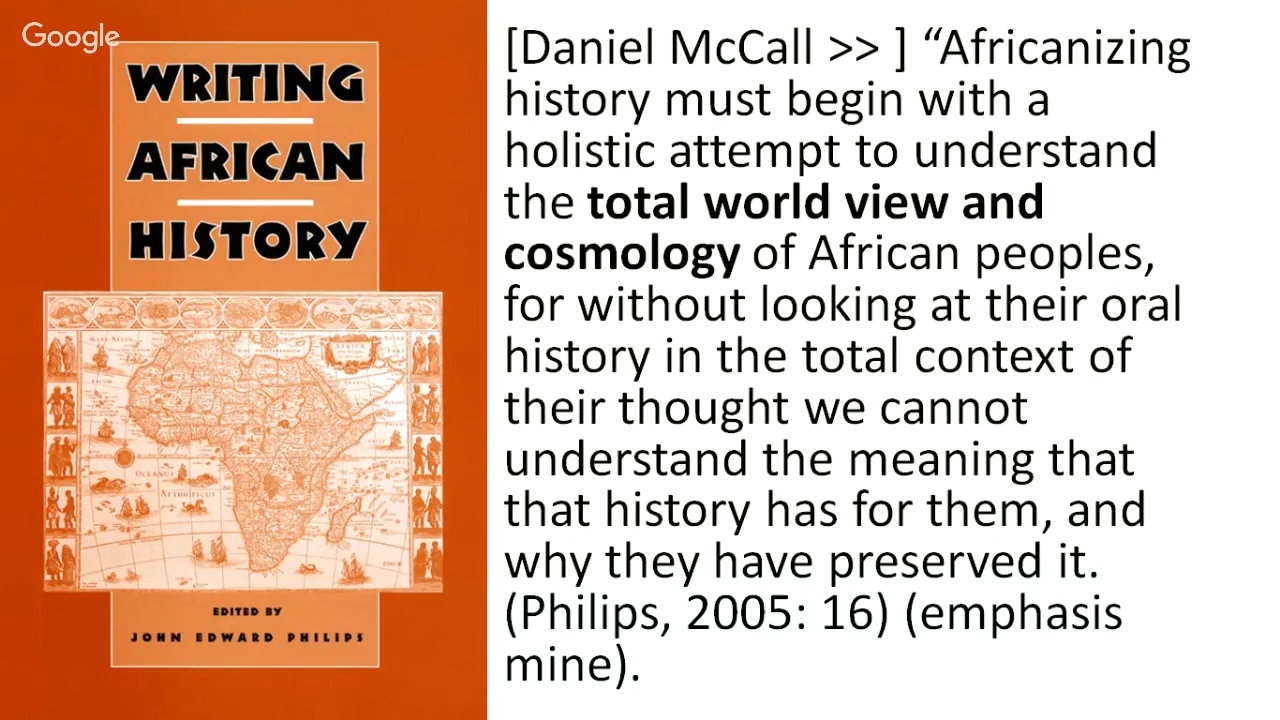 Google
WRITING
AFRICAN
HISTORY
OCEANUS
EDITED BY
JOHN EDWARD PHILIPS
[Daniel McCall >> ] “Africanizing
history must begin with a
holistic attempt to understand
the total world view and
cosmology of African peoples,
for without looking at their oral
history in the total context of
their thought we cannot
understand the meaning that
that history has for them, and
why they have preserved it.
(Philips, 2005: 16) (emphasis
mine).